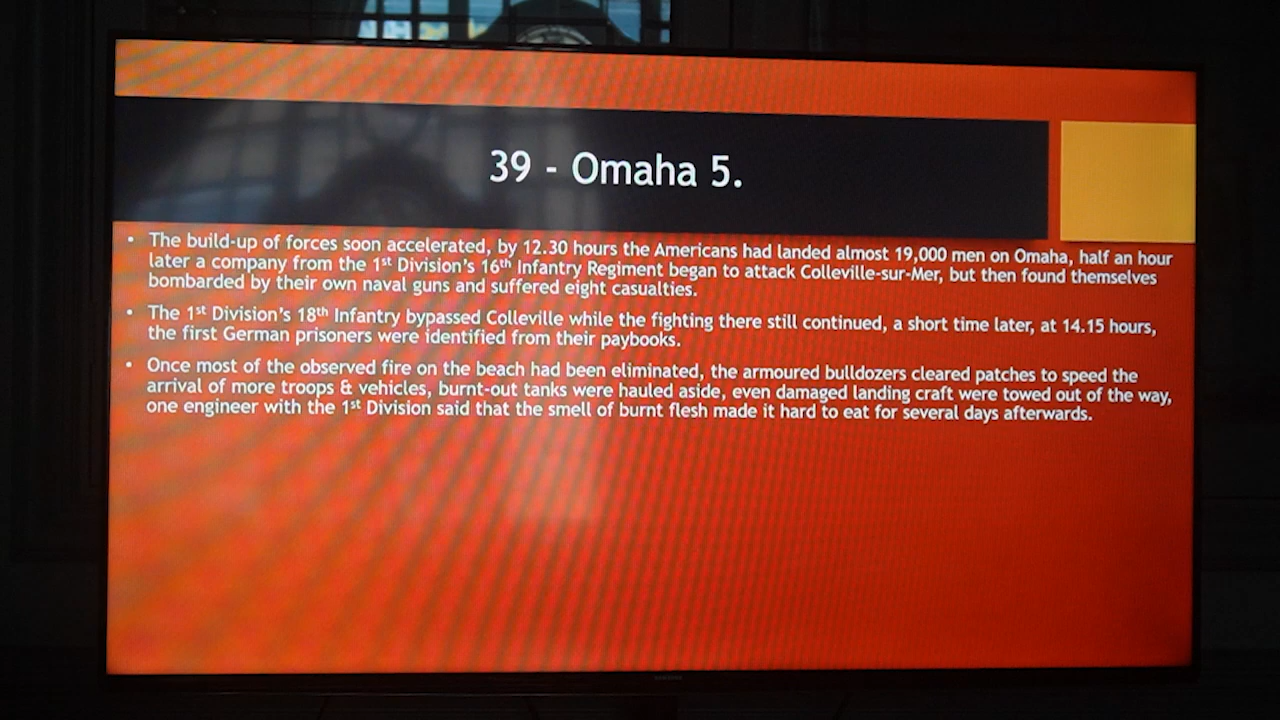 39 - Omaha 5.
• The build-up of forces soon accelerated, by 12.30 hours the Americans had landed almost 19,000 men on Omaha, half an hour
later a company from the 1st Division's 16th Infantry Regiment began to attack Colleville-sur-Mer, but then found themselves
bombarded by their own naval guns and suffered eight casualties.
• The 1st Division's 18th Infantry bypassed Colleville while the fighting there still continued, a short time later, at 14.15 hours,
the first German prisoners were identified from their paybooks.
• Once most of the observed fire on the beach had been eliminated, the armoured bulldozers cleared patches to speed the
arrival of more troops & vehicles, burnt-out tanks were hauled aside, even damaged landing craft were towed out of the way,
one engineer with the 1st Division said that the smell of burnt flesh made it hard to eat for several days afterwards.
SAMSUNG